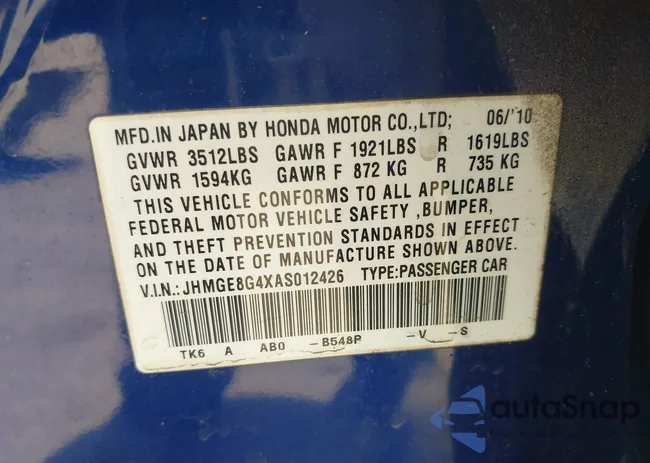 MFD.IN JAPAN BY HONDA MOTOR CO.,LTD; 06/'10
GVWR 3512LBS GAWR F 1921LBS R 1619LBS
GVWR 1594KG GAWR F 872 KG R 735 KG
THIS VEHICLE CONFORMS TO ALL APPLICABLE
FEDERAL MOTOR VEHICLE SAFETY ,BUMPER,
AND THEFT PREVENTION STANDARDS IN EFFECT
ON THE DATE OF MANUFACTURE SHOWN ABOVE.
V.I.N.: JHMGE8G4XAS012426 TYPE:PASSENGER CAR
TK6 A AB0 -B548P -V -S
autoSnap